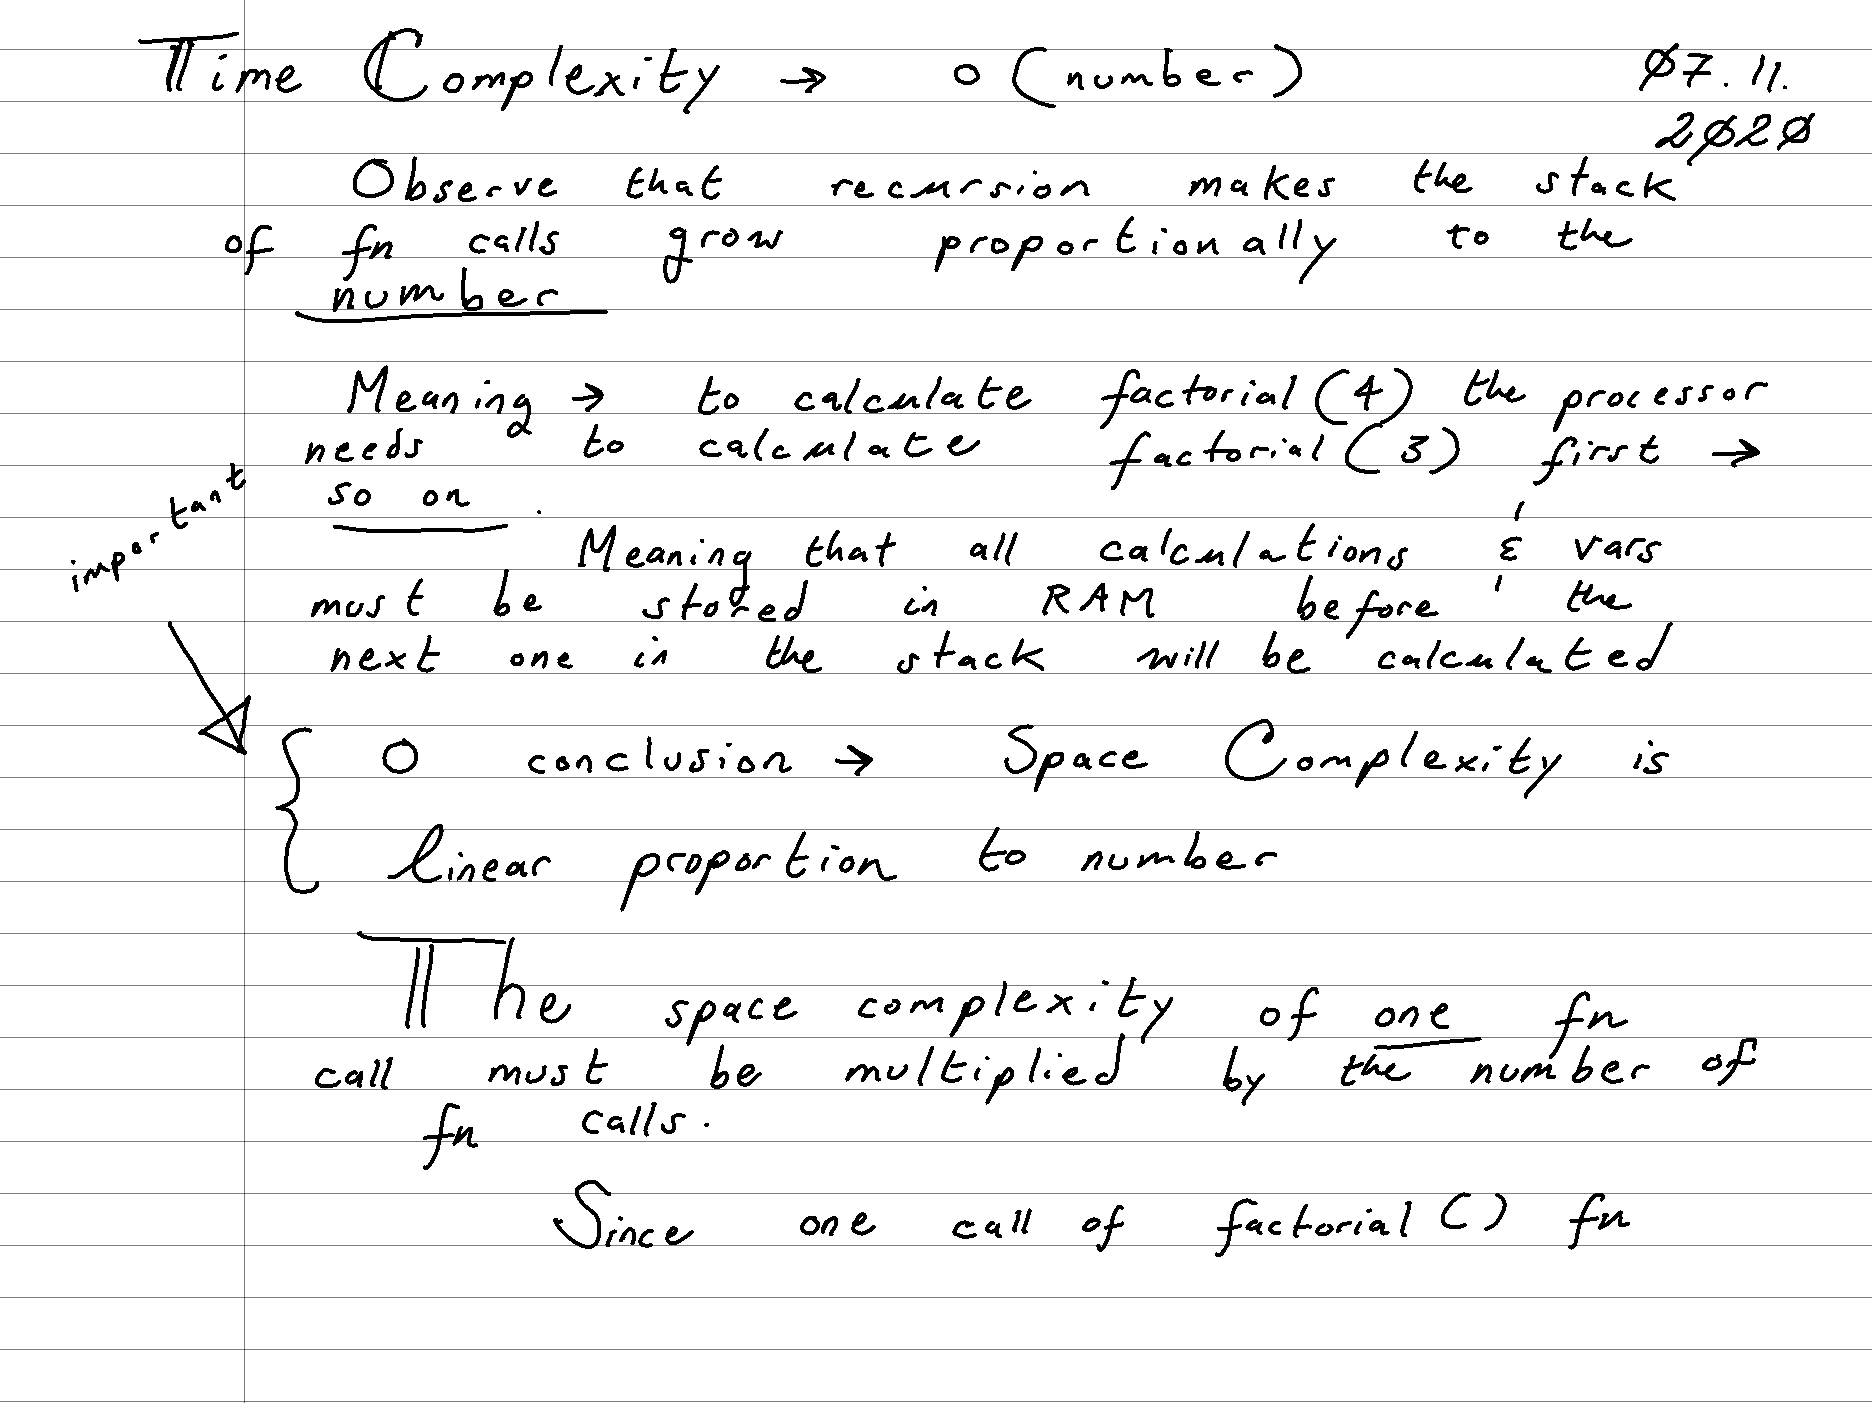 Time Complexity → o (number)
07.11.
2020
Observe that recursion makes the stack
of fn calls grow proportionally to the
number
Meaning → to calculate factorial (4) the processor
needs to calculate factorial (3) first →
so on .
important
Meaning that all calculations & vars
must be stored in RAM before the
next one in the stack will be calculated
O conclusion → Space Complexity is
linear proportion to number
The space complexity of one fn
call must be multiplied by the number of
fn calls.
Since one call of factorial () fn